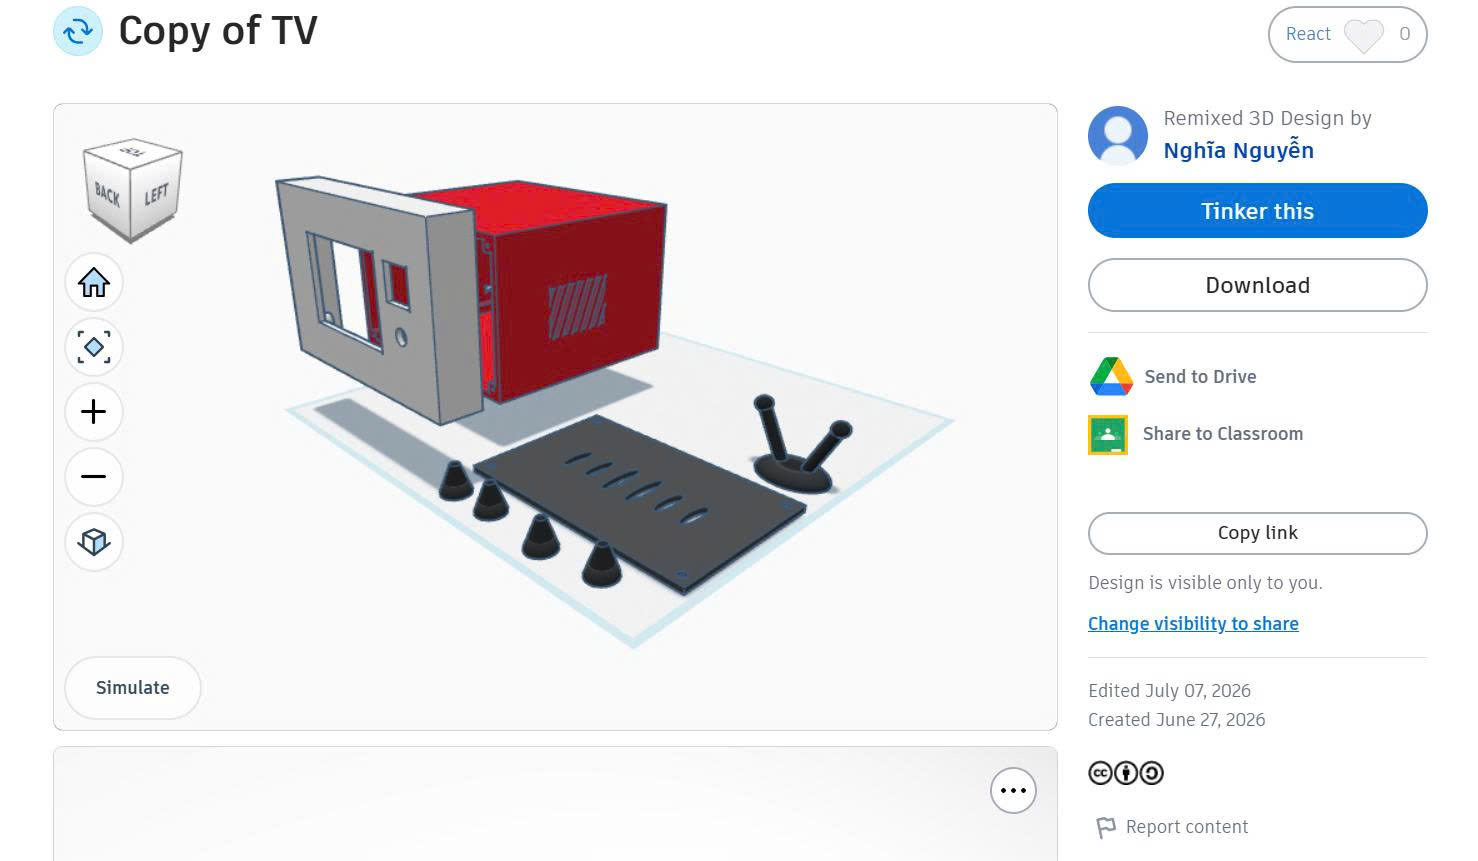 Copy of TV
React 0
TOP
BACK
LEFT
Simulate
Remixed 3D Design by
Nghĩa Nguyễn
Tinker this
Download
Send to Drive
Share to Classroom
Copy link
Design is visible only to you.
Change visibility to share
Edited July 07, 2026
Created June 27, 2026
cc
Report content